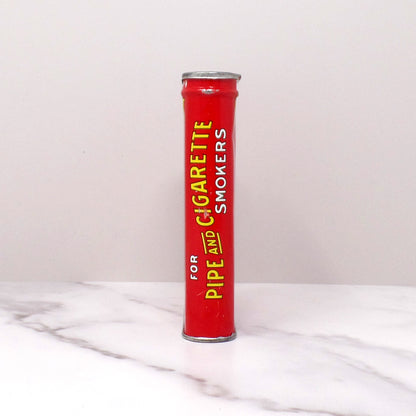 FOR
PIPE AND CIGARETTE
SMOKERS